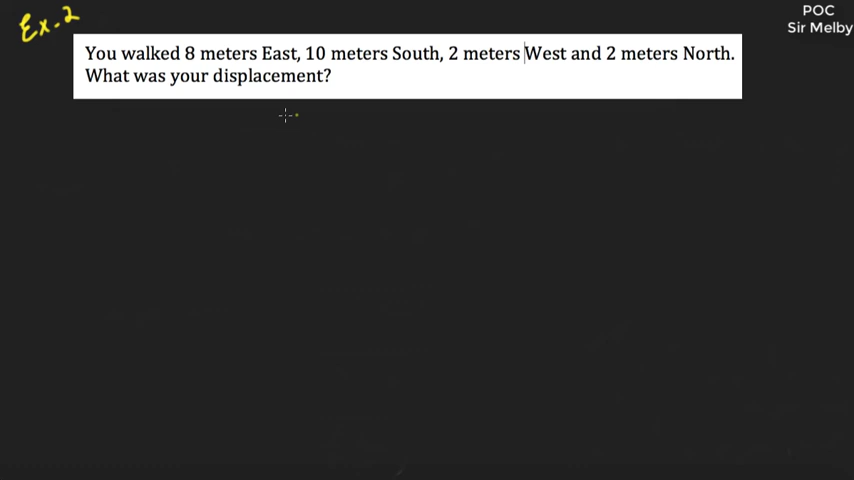 Ex. 2
POC
Sir Melby
You walked 8 meters East, 10 meters South, 2 meters West and 2 meters North.
What was your displacement?